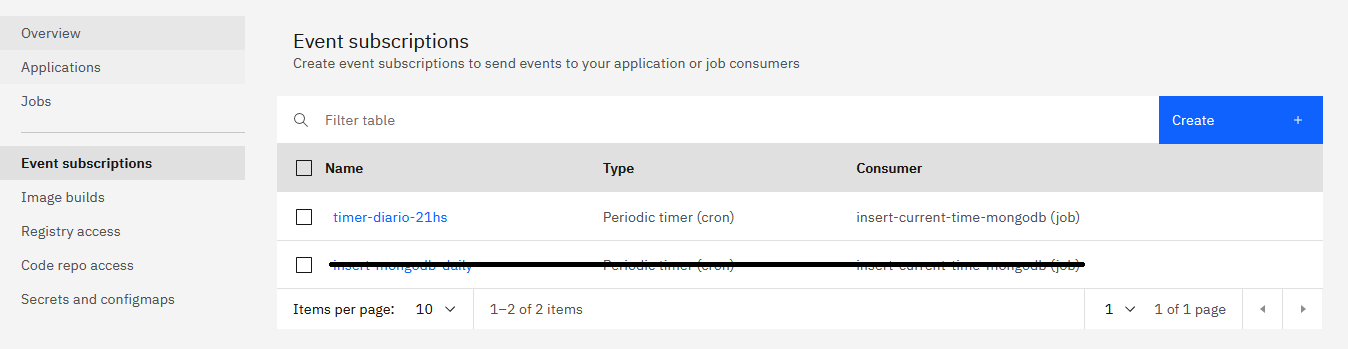 Overview
Applications
Jobs
Event subscriptions
Image builds
Registry access
Code repo access
Secrets and configmaps
Event subscriptions
Create event subscriptions to send events to your application or job consumers
Filter table
Create +
Name Type Consumer
timer-diario-21hs Periodic timer (cron) insert-current-time-mongodb (job)
insert-mongodb-daily Periodic timer (cron) insert-current-time-mongodb (job)
Items per page: 10 1–2 of 2 items 1 1 of 1 page